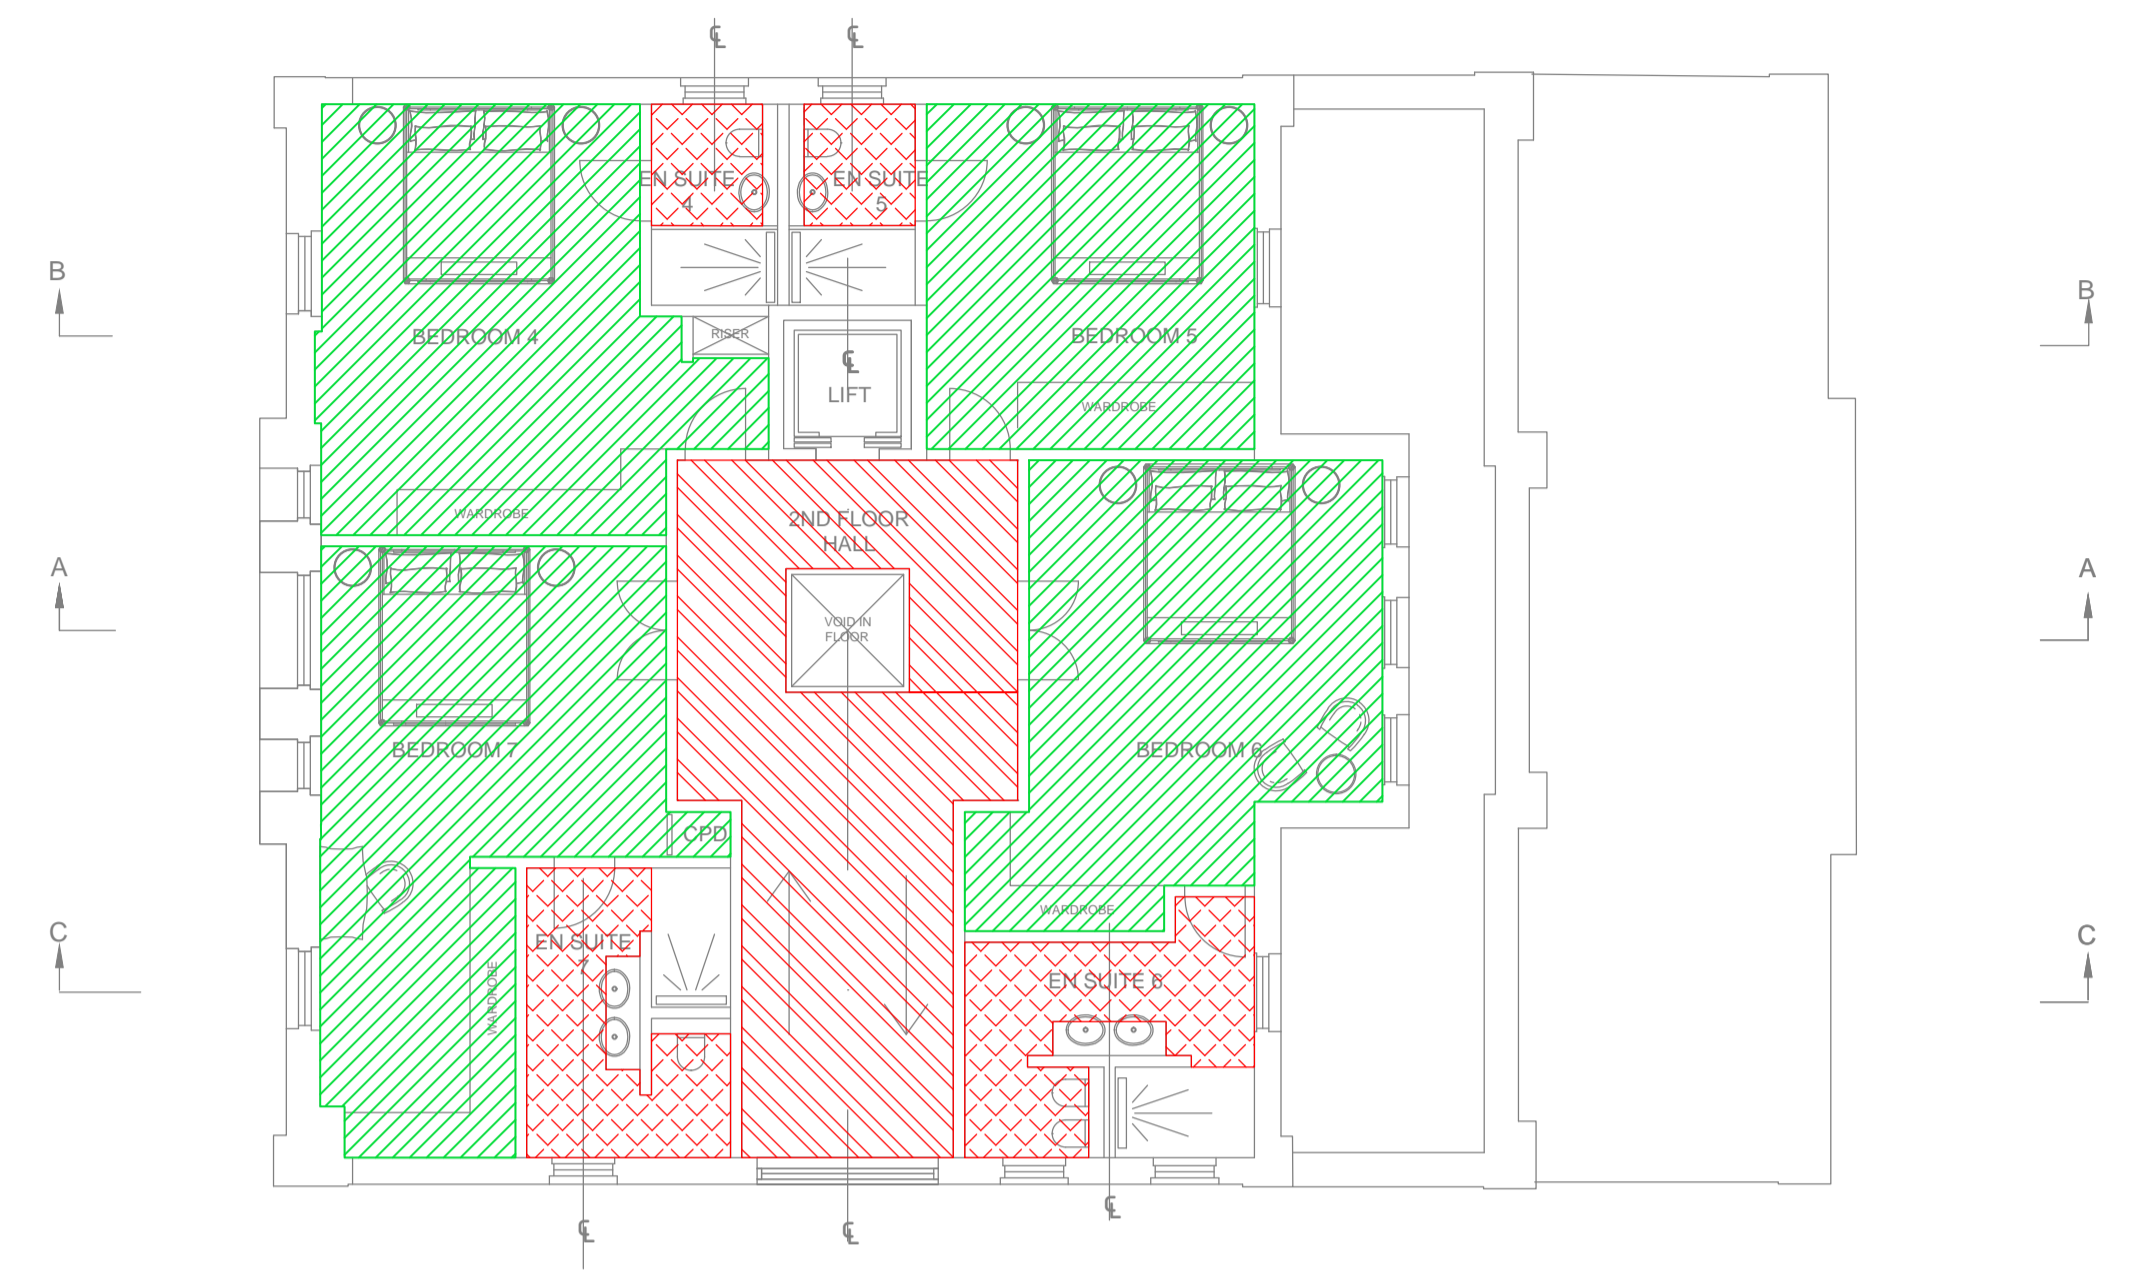 ℄ ℄
EN SUITE
4
EN SUITE
5
B
B
BEDROOM 4
RISER
BEDROOM 5
℄
LIFT
WARDROBE
WARDROBE
2ND FLOOR
HALL
A
A
VOID IN
FLOOR
BEDROOM 7
BEDROOM 6
CPD
WARDROBE
C
C
EN SUITE
7
WARDROBE
EN SUITE 6
℄
℄
℄